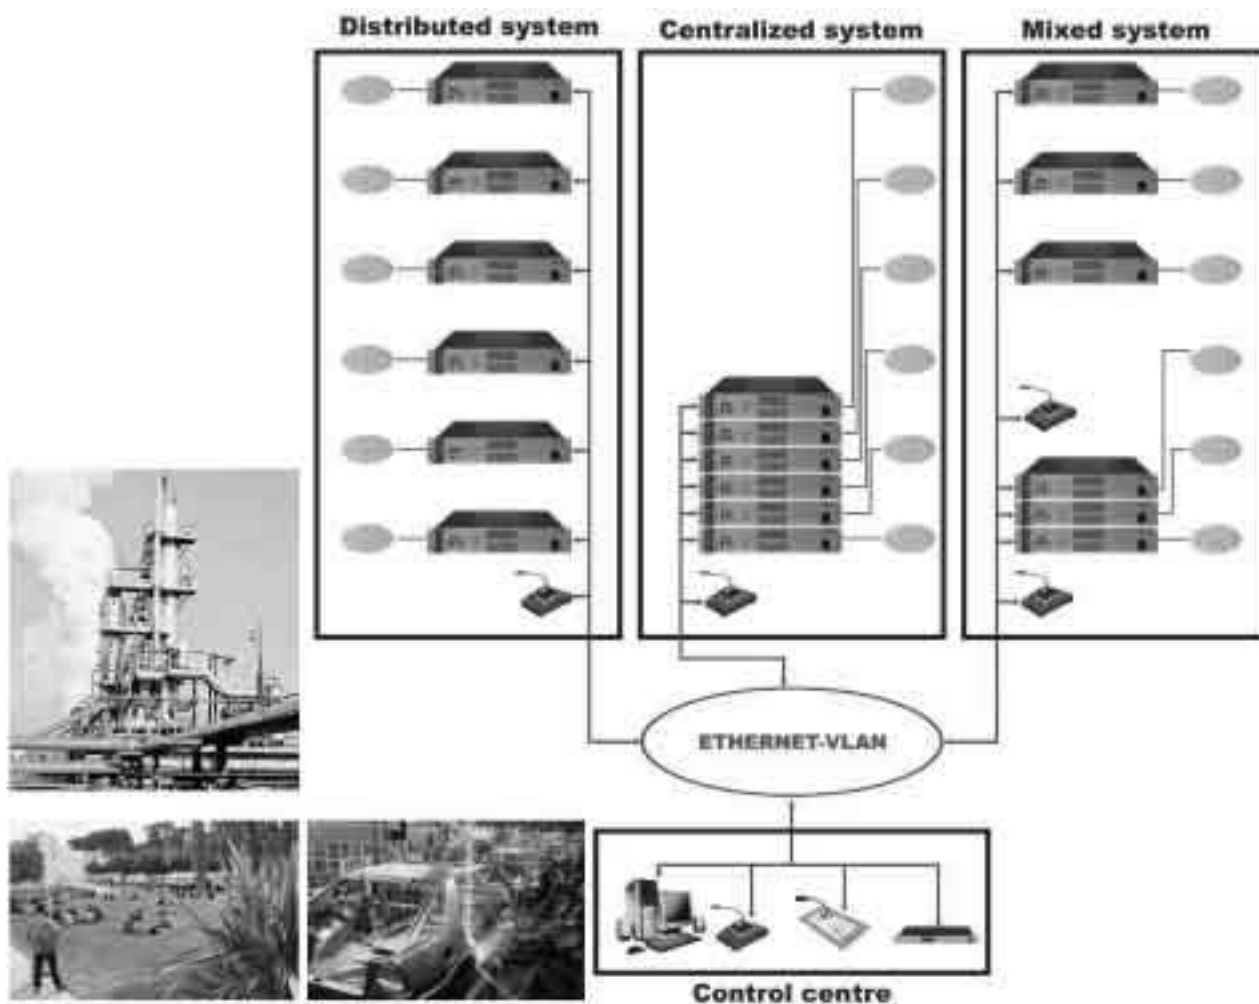 Distributed system
Centralized system
Mixed system
ETHERNET-VLAN
Control centre